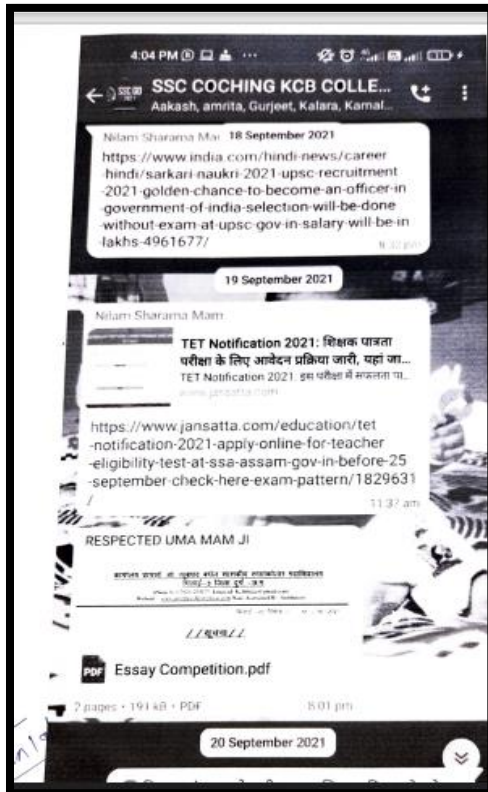 4:04 PM
SSC COCHING KCB COLLE...
Aakash, amrita, Gurjeet, Kalara, Kamal...
Nilam Sharama Ma
18 September 2021
https://www.india.com/hindi-news/career
-hindi/sarkari-naukri-2021-upsc-recruitment
-2021-golden-chance-to-become-an-officer-in
-government-of-india-selection-will-be-done
-without-exam-at-upsc-gov-in-salary-will-be-in
-lakhs-4961677/
19 September 2021
Nilam Sharama Mam
TET Notification 2021: शिक्षक पात्रता
परीक्षा के लिए आवेदन प्रक्रिया जारी, यहां जा...
TET Notification 2021: इस परीक्षा में सफलता पा...
www.jansatta.com
https://www.jansatta.com/education/tet
-notification-2021-apply-online-for-teacher
-eligibility-test-at-ssa-assam-gov-in-before-25
-september-check-here-exam-pattern/1829631
/
11:37 am
RESPECTED UMA MAM JI
//सूचना//
PDF Essay Competition.pdf
2 pages • 191 kB • PDF
8:01 pm
20 September 2021